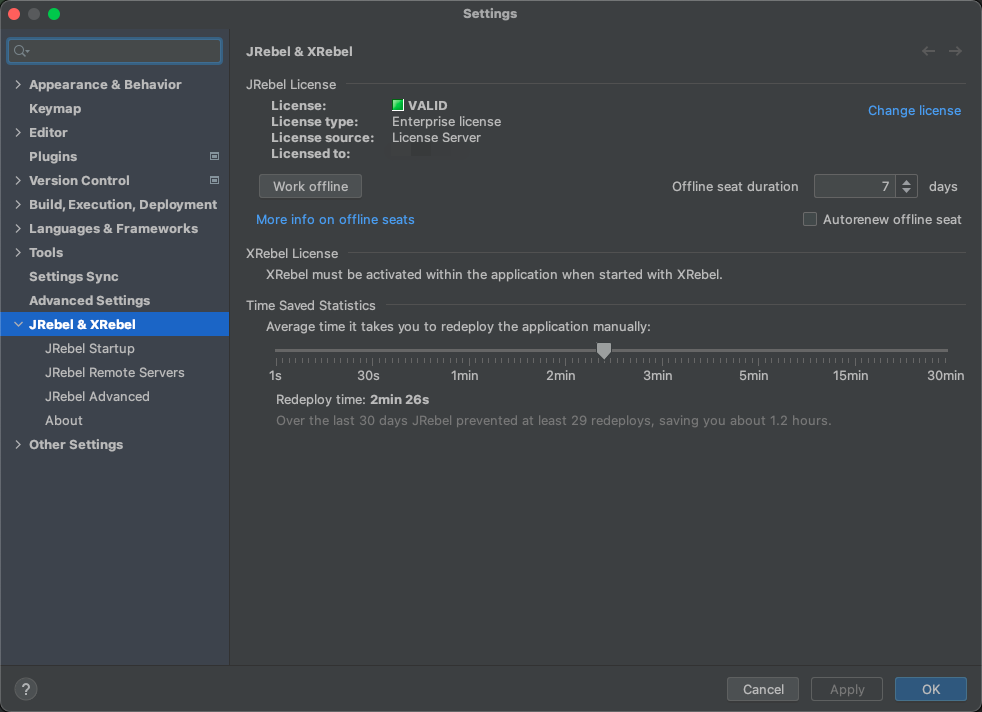 Settings
Appearance & Behavior
Keymap
Editor
Plugins
Version Control
Build, Execution, Deployment
Languages & Frameworks
Tools
Settings Sync
Advanced Settings
JRebel & XRebel
JRebel Startup
JRebel Remote Servers
JRebel Advanced
About
Other Settings
JRebel & XRebel
JRebel License
License: VALID
Change license
License type: Enterprise license
License source: License Server
Licensed to:
Work offline
Offline seat duration 7 days
More info on offline seats
Autorenew offline seat
XRebel License
XRebel must be activated within the application when started with XRebel.
Time Saved Statistics
Average time it takes you to redeploy the application manually:
1s 30s 1min 2min 3min 5min 15min 30min
Redeploy time: 2min 26s
Over the last 30 days JRebel prevented at least 29 redeploys, saving you about 1.2 hours.
? Cancel Apply OK